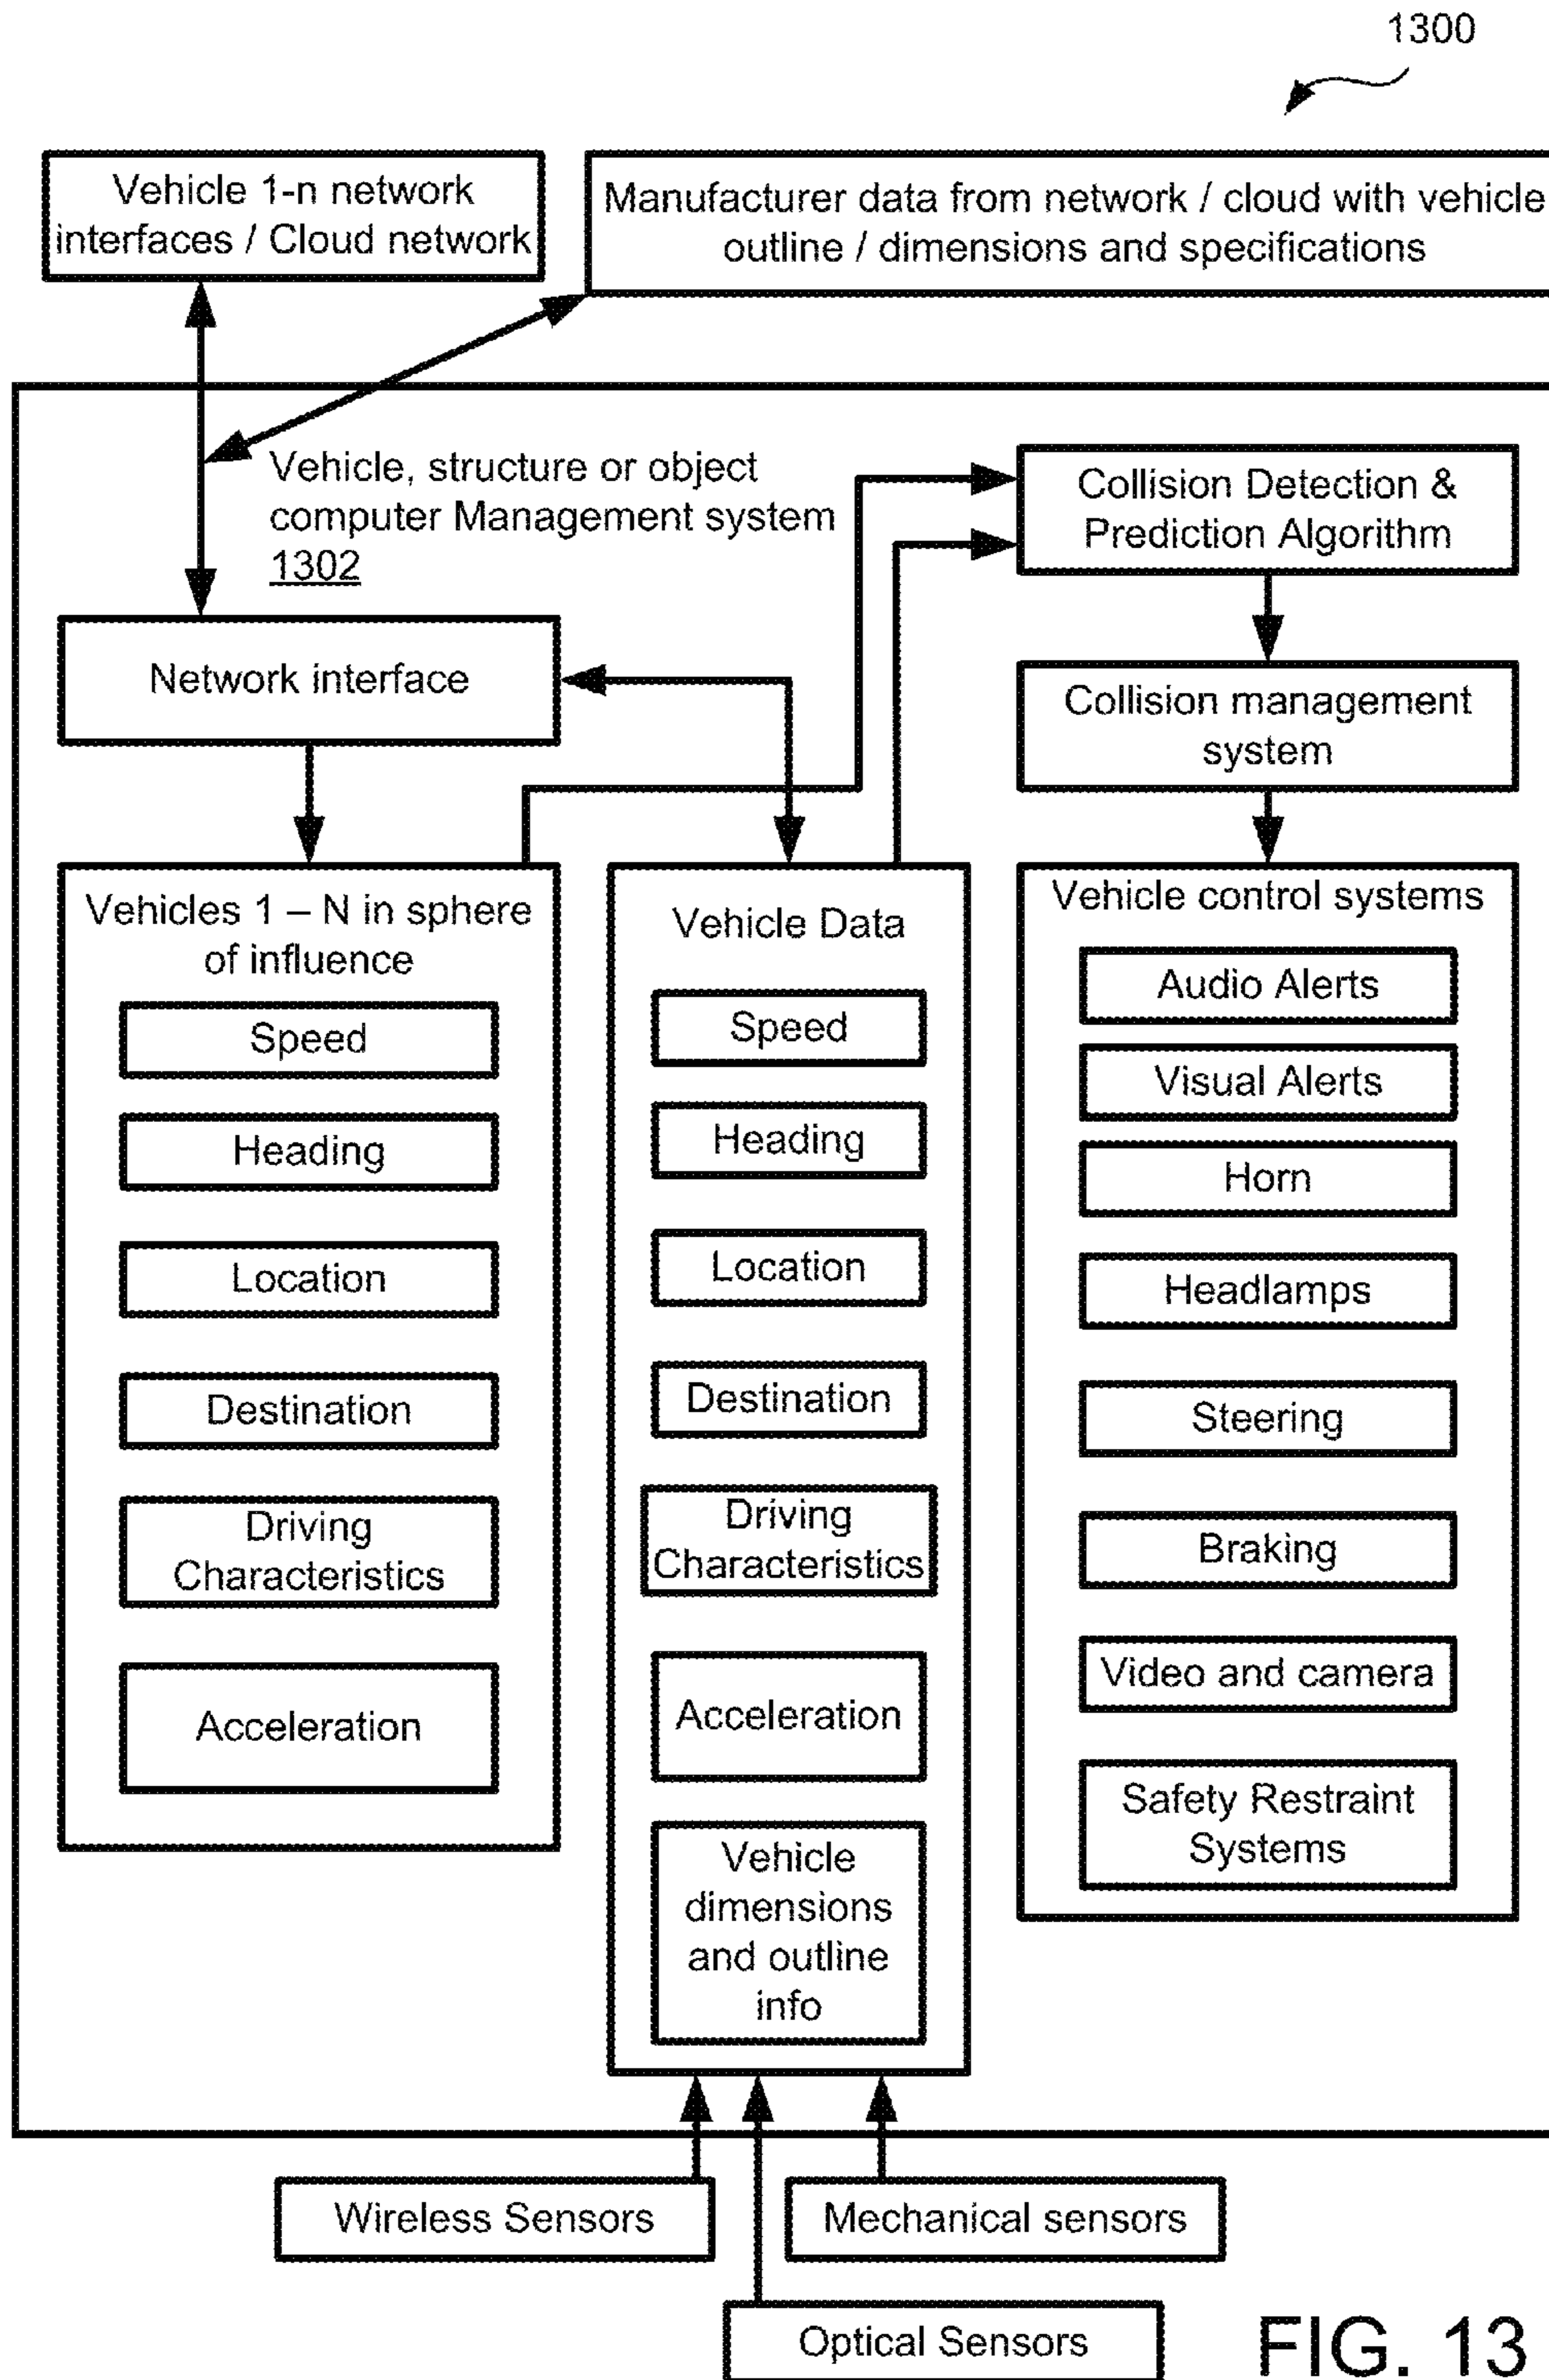 1300
Vehicle 1-n network
interfaces / Cloud network
Manufacturer data from network / cloud with vehicle
outline / dimensions and specifications
Vehicle, structure or object
computer Management system
1302
Collision Detection &
Prediction Algorithm
Network interface
Collision management
system
Vehicles 1 – N in sphere
of influence
Speed
Heading
Location
Destination
Driving
Characteristics
Acceleration
Vehicle Data
Speed
Heading
Location
Destination
Driving
Characteristics
Acceleration
Vehicle
dimensions
and outline
info
Vehicle control systems
Audio Alerts
Visual Alerts
Horn
Headlamps
Steering
Braking
Video and camera
Safety Restraint
Systems
Wireless Sensors
Mechanical sensors
Optical Sensors
FIG. 13